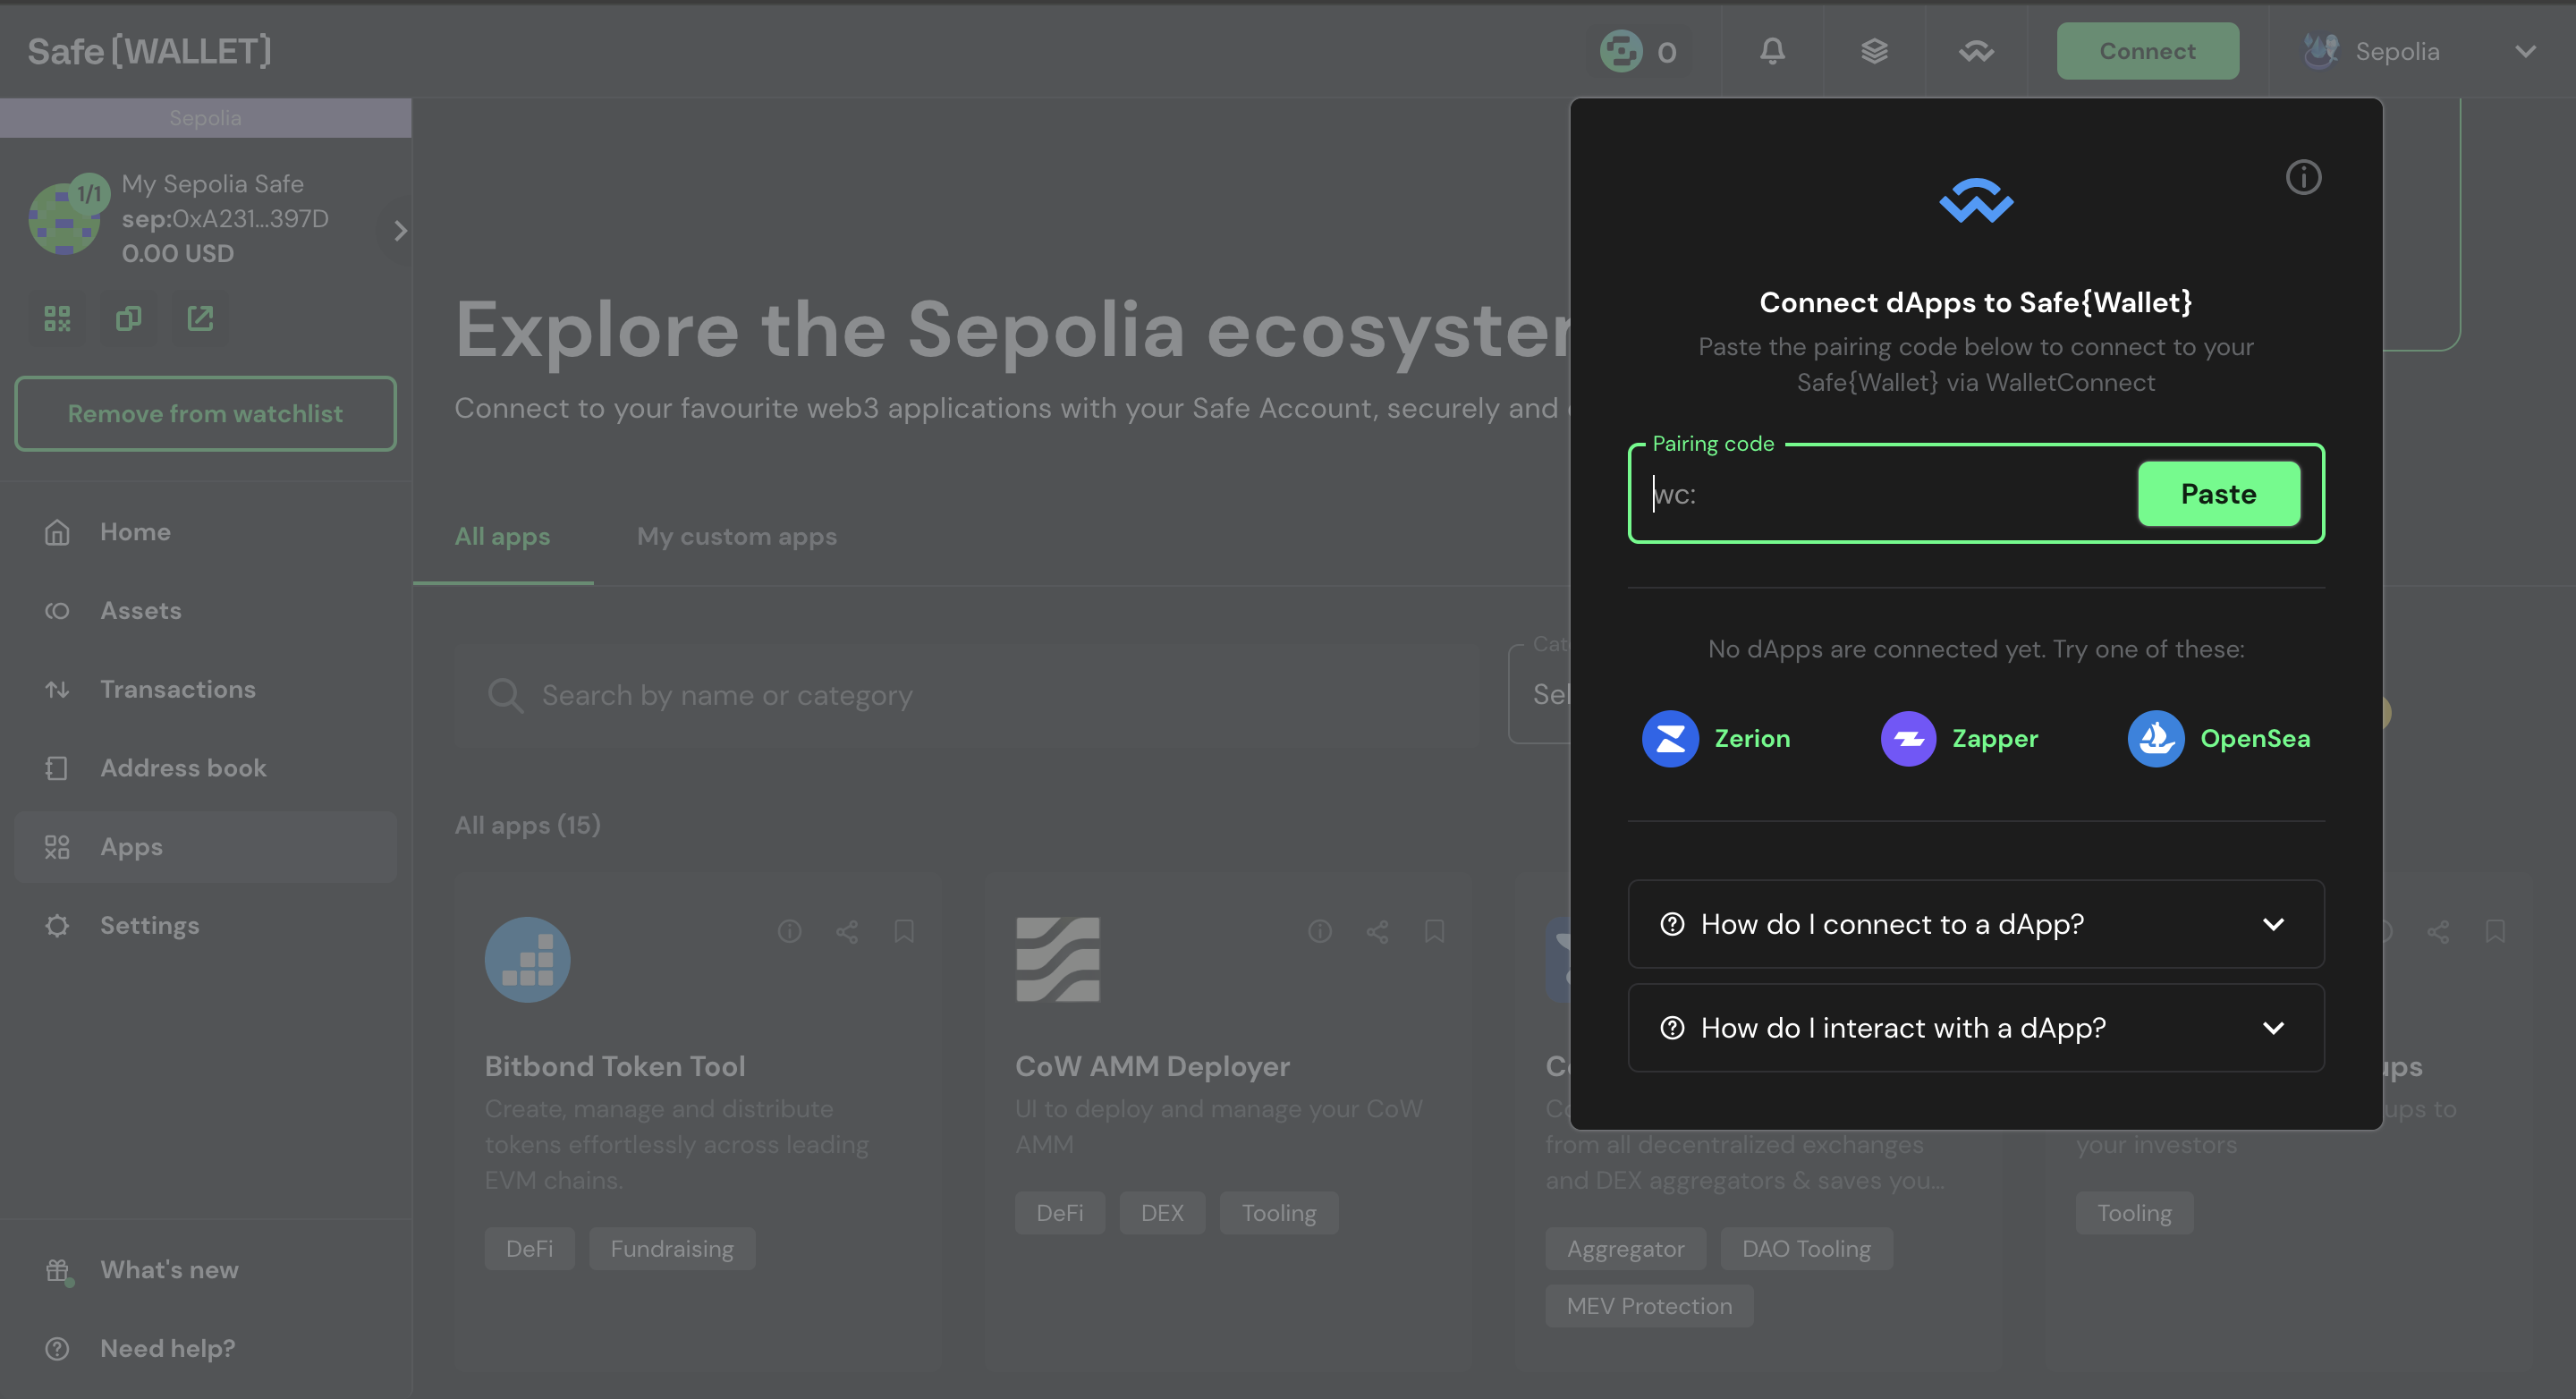 Safe{WALLET}
0
Connect
Sepolia
Sepolia
1/1
My Sepolia Safe
sep:0xA231...397D
0.00 USD
Remove from watchlist
Home
Assets
Transactions
Address book
Apps
Settings
What's new
Need help?
Explore the Sepolia
Connect to your favourite web3 applications with your Safe Account, securely and
All apps
My custom apps
Search by name or category
All apps (15)
Bitbond Token Tool
Create, manage and distribute
tokens effortlessly across leading
EVM chains.
DeFi
Fundraising
CoW AMM Deployer
UI to deploy and manage your CoW
AMM
DeFi
DEX
Tooling
from all decentralized exchanges
and DEX aggregators & saves you...
Aggregator
DAO Tooling
MEV Protection
ups to
your investors
Tooling
Connect dApps to Safe{Wallet}
Paste the pairing code below to connect to your
Safe{Wallet} via WalletConnect
Pairing code
wc:
Paste
No dApps are connected yet. Try one of these:
Zerion
Zapper
OpenSea
How do I connect to a dApp?
How do I interact with a dApp?